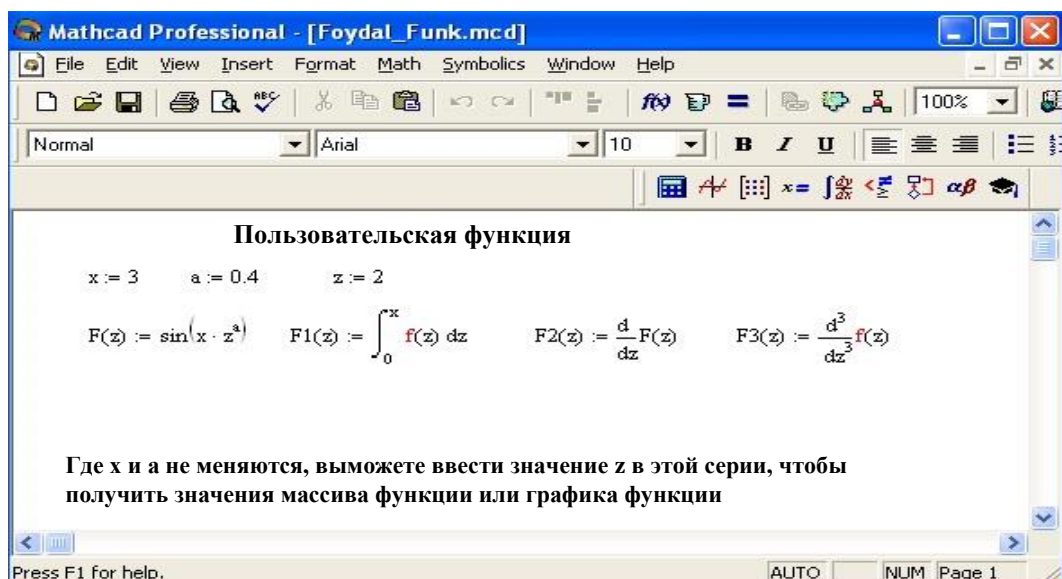 Mathcad Professional - [Foydal_Funk.mcd]
File Edit View Insert Format Math Symbolics Window Help
100%
Normal Arial 10 B I U
Пользовательская функция
x := 3 a := 0.4 z := 2
F(z) := sin(x · z^a) F1(z) := ∫_0^x f(z) dz F2(z) := d/dz F(z) F3(z) := d^3/dz^3 f(z)
Где x и a не меняются, выможете ввести значение z в этой серии, чтобы
получить значения массива функции или графика функции
Press F1 for help. AUTO NUM Page 1